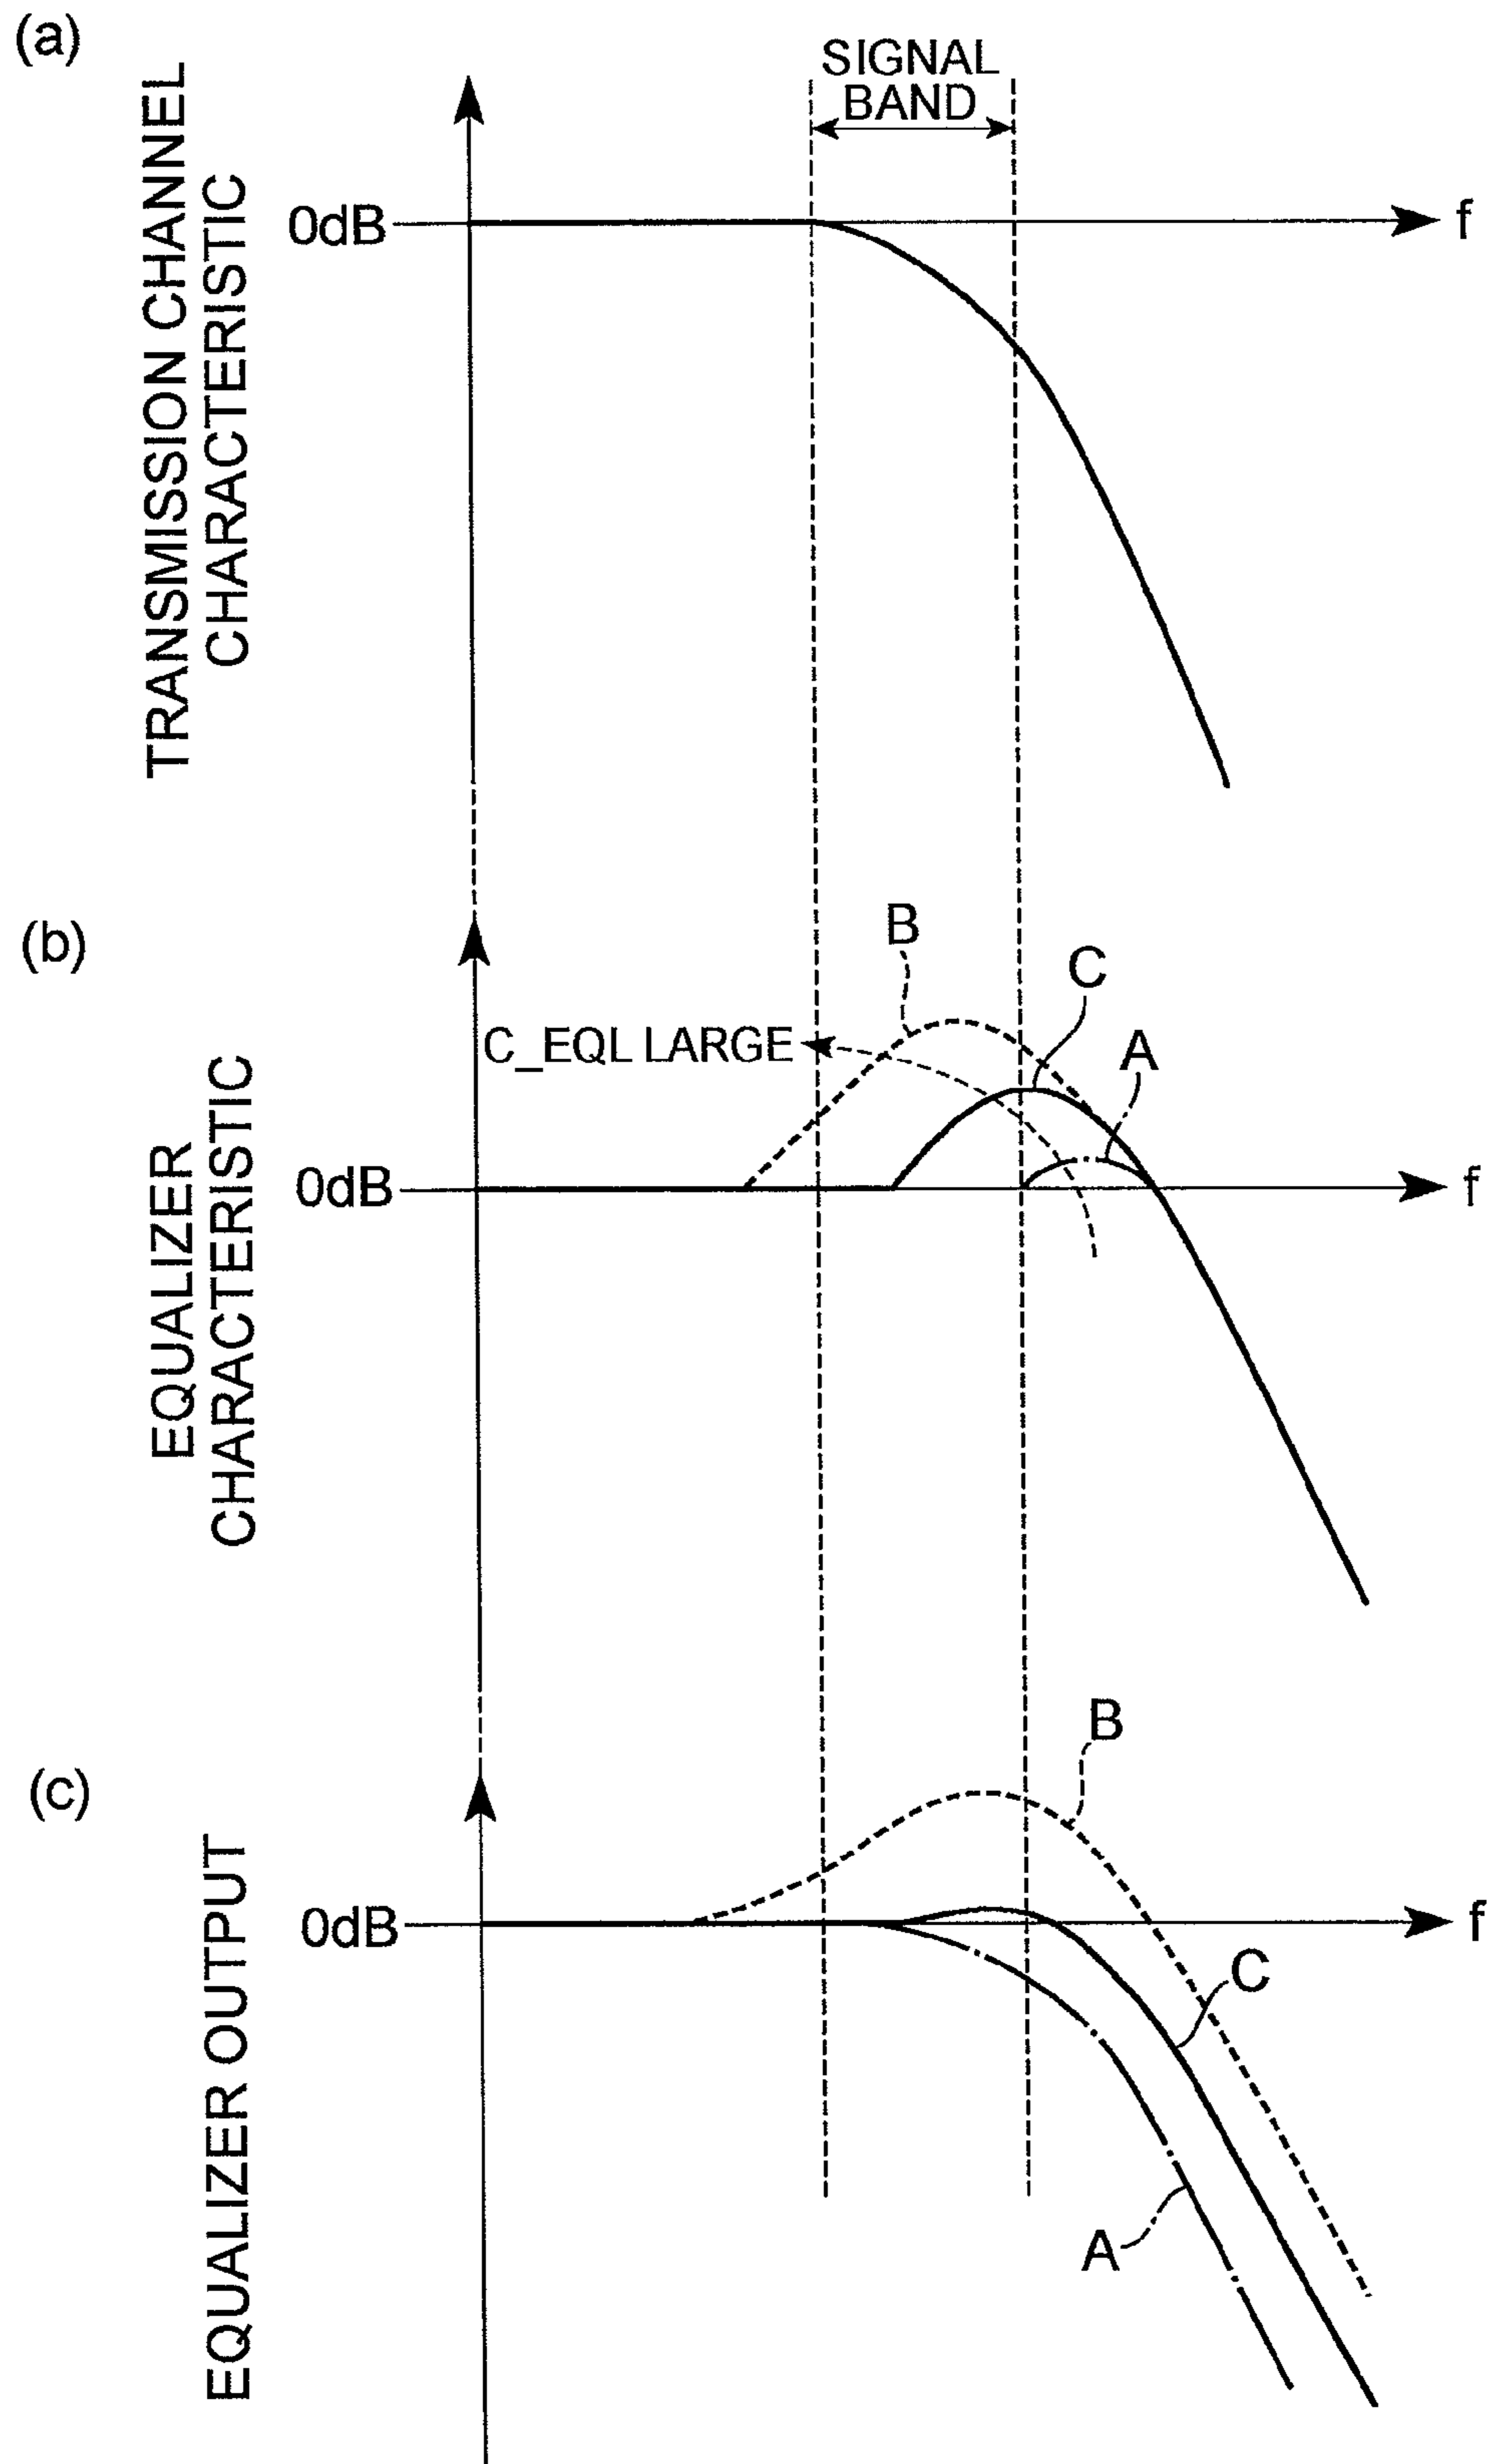 (a)
SIGNAL
BAND
TRANSMISSION CHANNEL
CHARACTERISTIC
0dB
f
(b)
B
C
A
C_EQL LARGE
EQUALIZER
CHARACTERISTIC
0dB
f
(c)
B
EQUALIZER OUTPUT
0dB
f
C
A